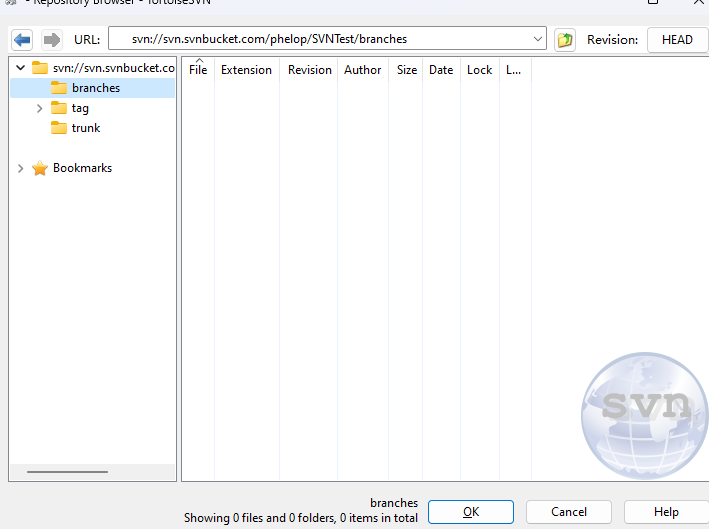 - Repository Browser - TortoiseSVN
URL: svn://svn.svnbucket.com/phelop/SVNTest/branches Revision: HEAD
svn://svn.svnbucket.co
branches
tag
trunk
Bookmarks
File Extension Revision Author Size Date Lock L...
svn
branches
Showing 0 files and 0 folders, 0 items in total
OK Cancel Help